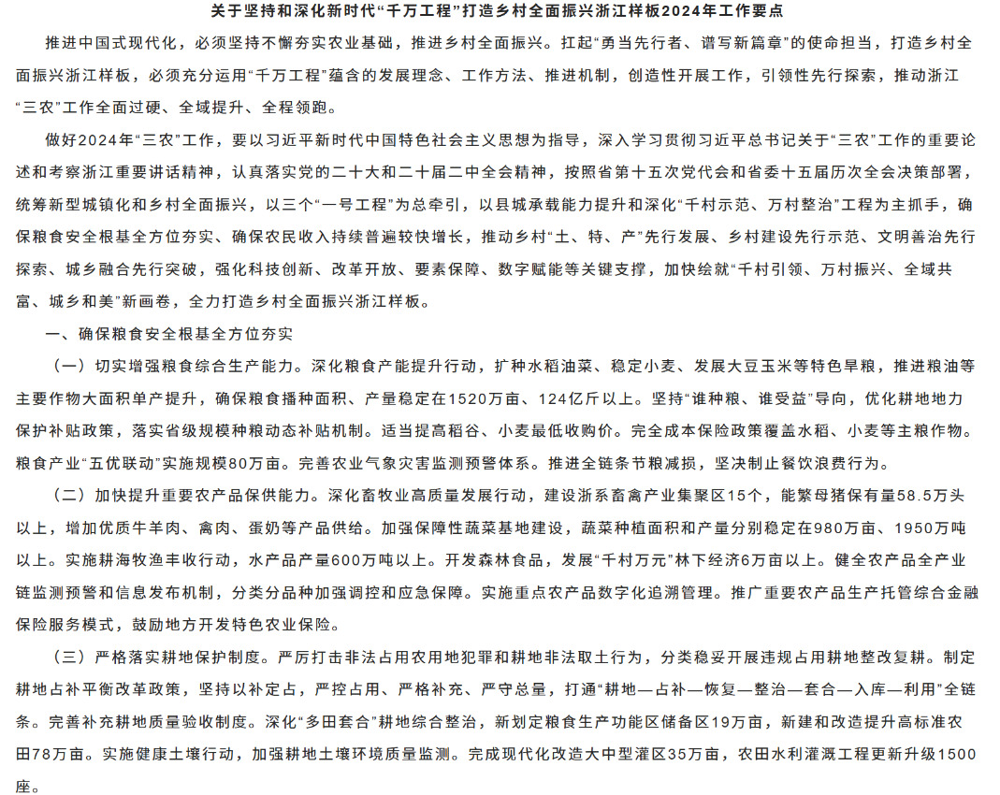 关于坚持和深化新时代“千万工程”打造乡村全面振兴浙江样板2024年工作要点
推进中国式现代化，必须坚持不懈夯实农业基础，推进乡村全面振兴。扛起“勇当先行者、谱写新篇章”的使命担当，打造乡村全
面振兴浙江样板，必须充分运用“千万工程”蕴含的发展理念、工作方法、推进机制，创造性开展工作，引领性先行探索，推动浙江
“三农”工作全面过硬、全域提升、全程领跑。
做好2024年“三农”工作，要以习近平新时代中国特色社会主义思想为指导，深入学习贯彻习近平总书记关于“三农”工作的重要论
述和考察浙江重要讲话精神，认真落实党的二十大和二十届二中全会精神，按照省第十五次党代会和省委十五届历次全会决策部署，
统筹新型城镇化和乡村全面振兴，以三个“一号工程”为总牵引，以县城承载能力提升和深化“千村示范、万村整治”工程为主抓手，确
保粮食安全根基全方位夯实、确保农民收入持续普遍较快增长，推动乡村“土、特、产”先行发展、乡村建设先行示范、文明善治先行
探索、城乡融合先行突破，强化科技创新、改革开放、要素保障、数字赋能等关键支撑，加快绘就“千村引领、万村振兴、全域共
富、城乡和美”新画卷，全力打造乡村全面振兴浙江样板。
一、确保粮食安全根基全方位夯实
（一）切实增强粮食综合生产能力。深化粮食产能提升行动，扩种水稻油菜、稳定小麦、发展大豆玉米等特色旱粮，推进粮油等
主要作物大面积单产提升，确保粮食播种面积、产量稳定在1520万亩、124亿斤以上。坚持“谁种粮、谁受益”导向，优化耕地地力
保护补贴政策，落实省级规模种粮动态补贴机制。适当提高稻谷、小麦最低收购价。完全成本保险政策覆盖水稻、小麦等主粮作物。
粮食产业“五优联动”实施规模80万亩。完善农业气象灾害监测预警体系。推进全链条节粮减损，坚决制止餐饮浪费行为。
（二）加快提升重要农产品保供能力。深化畜牧业高质量发展行动，建设浙系畜禽产业集聚区15个，能繁母猪保有量58.5万头
以上，增加优质牛羊肉、禽肉、蛋奶等产品供给。加强保障性蔬菜基地建设，蔬菜种植面积和产量分别稳定在980万亩、1950万吨
以上。实施耕海牧渔丰收行动，水产品产量600万吨以上。开发森林食品，发展“千村万元”林下经济6万亩以上。健全农产品全产业
链监测预警和信息发布机制，分类分品种加强调控和应急保障。实施重点农产品数字化追溯管理。推广重要农产品生产托管综合金融
保险服务模式，鼓励地方开发特色农业保险。
（三）严格落实耕地保护制度。严厉打击非法占用农用地犯罪和耕地非法取土行为，分类稳妥开展违规占用耕地整改复耕。制定
耕地占补平衡改革政策，坚持以补定占，严控占用、严格补充、严守总量，打通“耕地—占补—恢复—整治—套合—入库—利用”全链
条。完善补充耕地质量验收制度。深化“多田套合”耕地综合整治，新划定粮食生产功能区储备区19万亩，新建和改造提升高标准农
田78万亩。实施健康土壤行动，加强耕地土壤环境质量监测。完成现代化改造大中型灌区35万亩，农田水利灌溉工程更新升级1500
座。